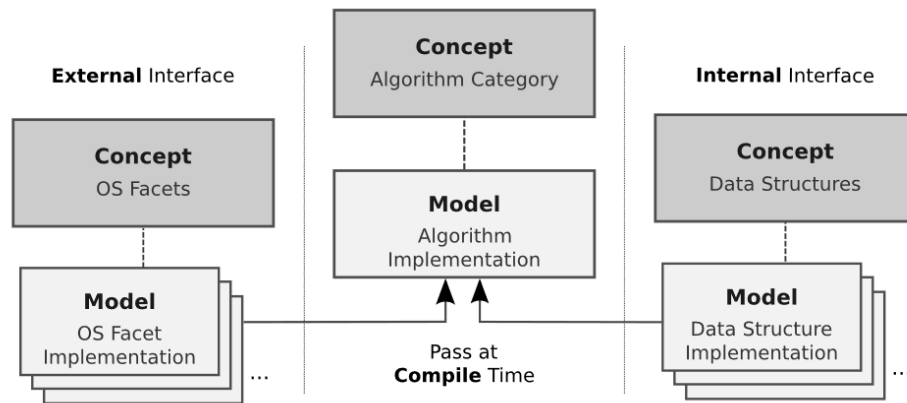 External Interface
Concept
OS Facets
Model
OS Facet
Implementation
...
Concept
Algorithm Category
Model
Algorithm
Implementation
Pass at
Compile Time
Internal Interface
Concept
Data Structures
Model
Data Structure
Implementation
...